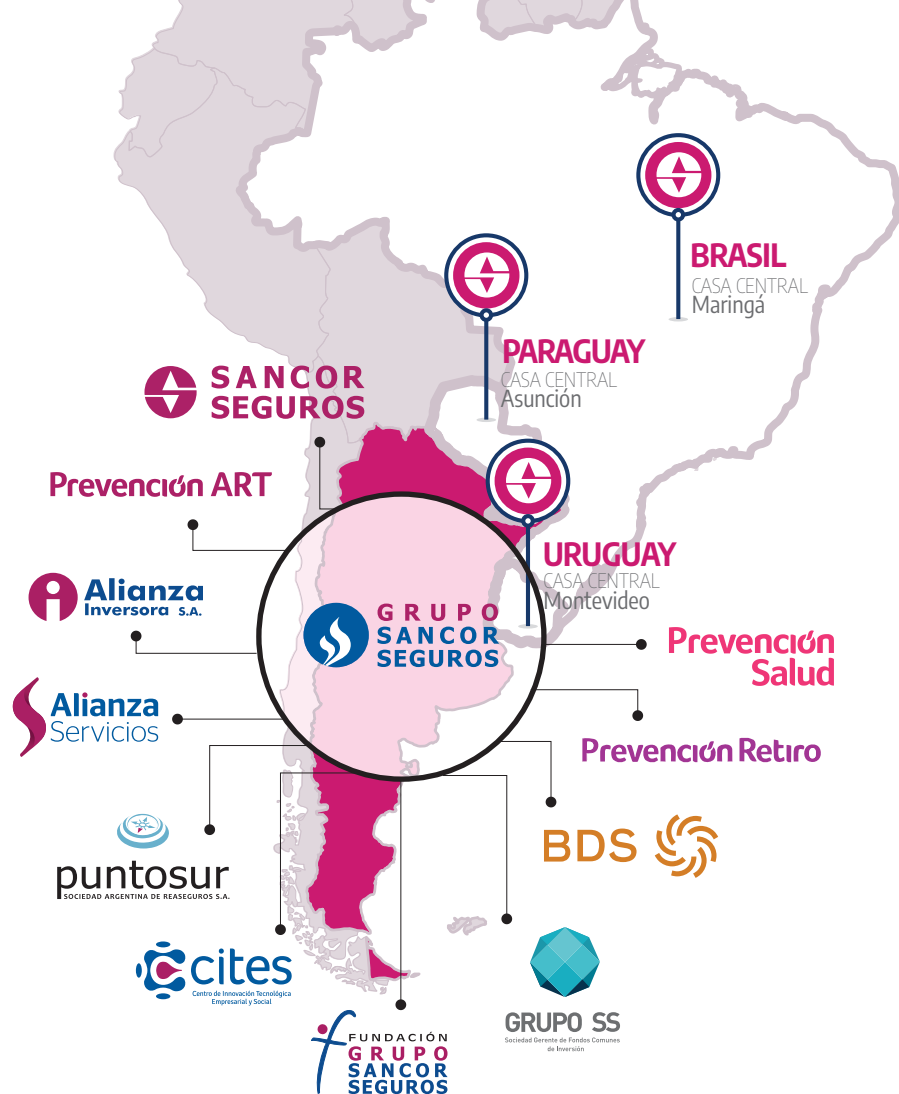 BRASIL
CASA CENTRAL
Maringá
PARAGUAY
CASA CENTRAL
Asunción
SANCOR
SEGUROS
Prevención ART
URUGUAY
CASA CENTRAL
Montevideo
Alianza
Inversora S.A.
GRUPO
SANCOR
SEGUROS
Prevención
Salud
Alianza
Servicios
Prevención Retiro
BDS
puntosur
SOCIEDAD ARGENTINA DE REASEGUROS S.A.
cites
Centro de Innovación Tecnológica
Empresarial y Social
GRUPO SS
Sociedad Gerente de Fondos Comunes
de Inversión
FUNDACIÓN
GRUPO
SANCOR
SEGUROS